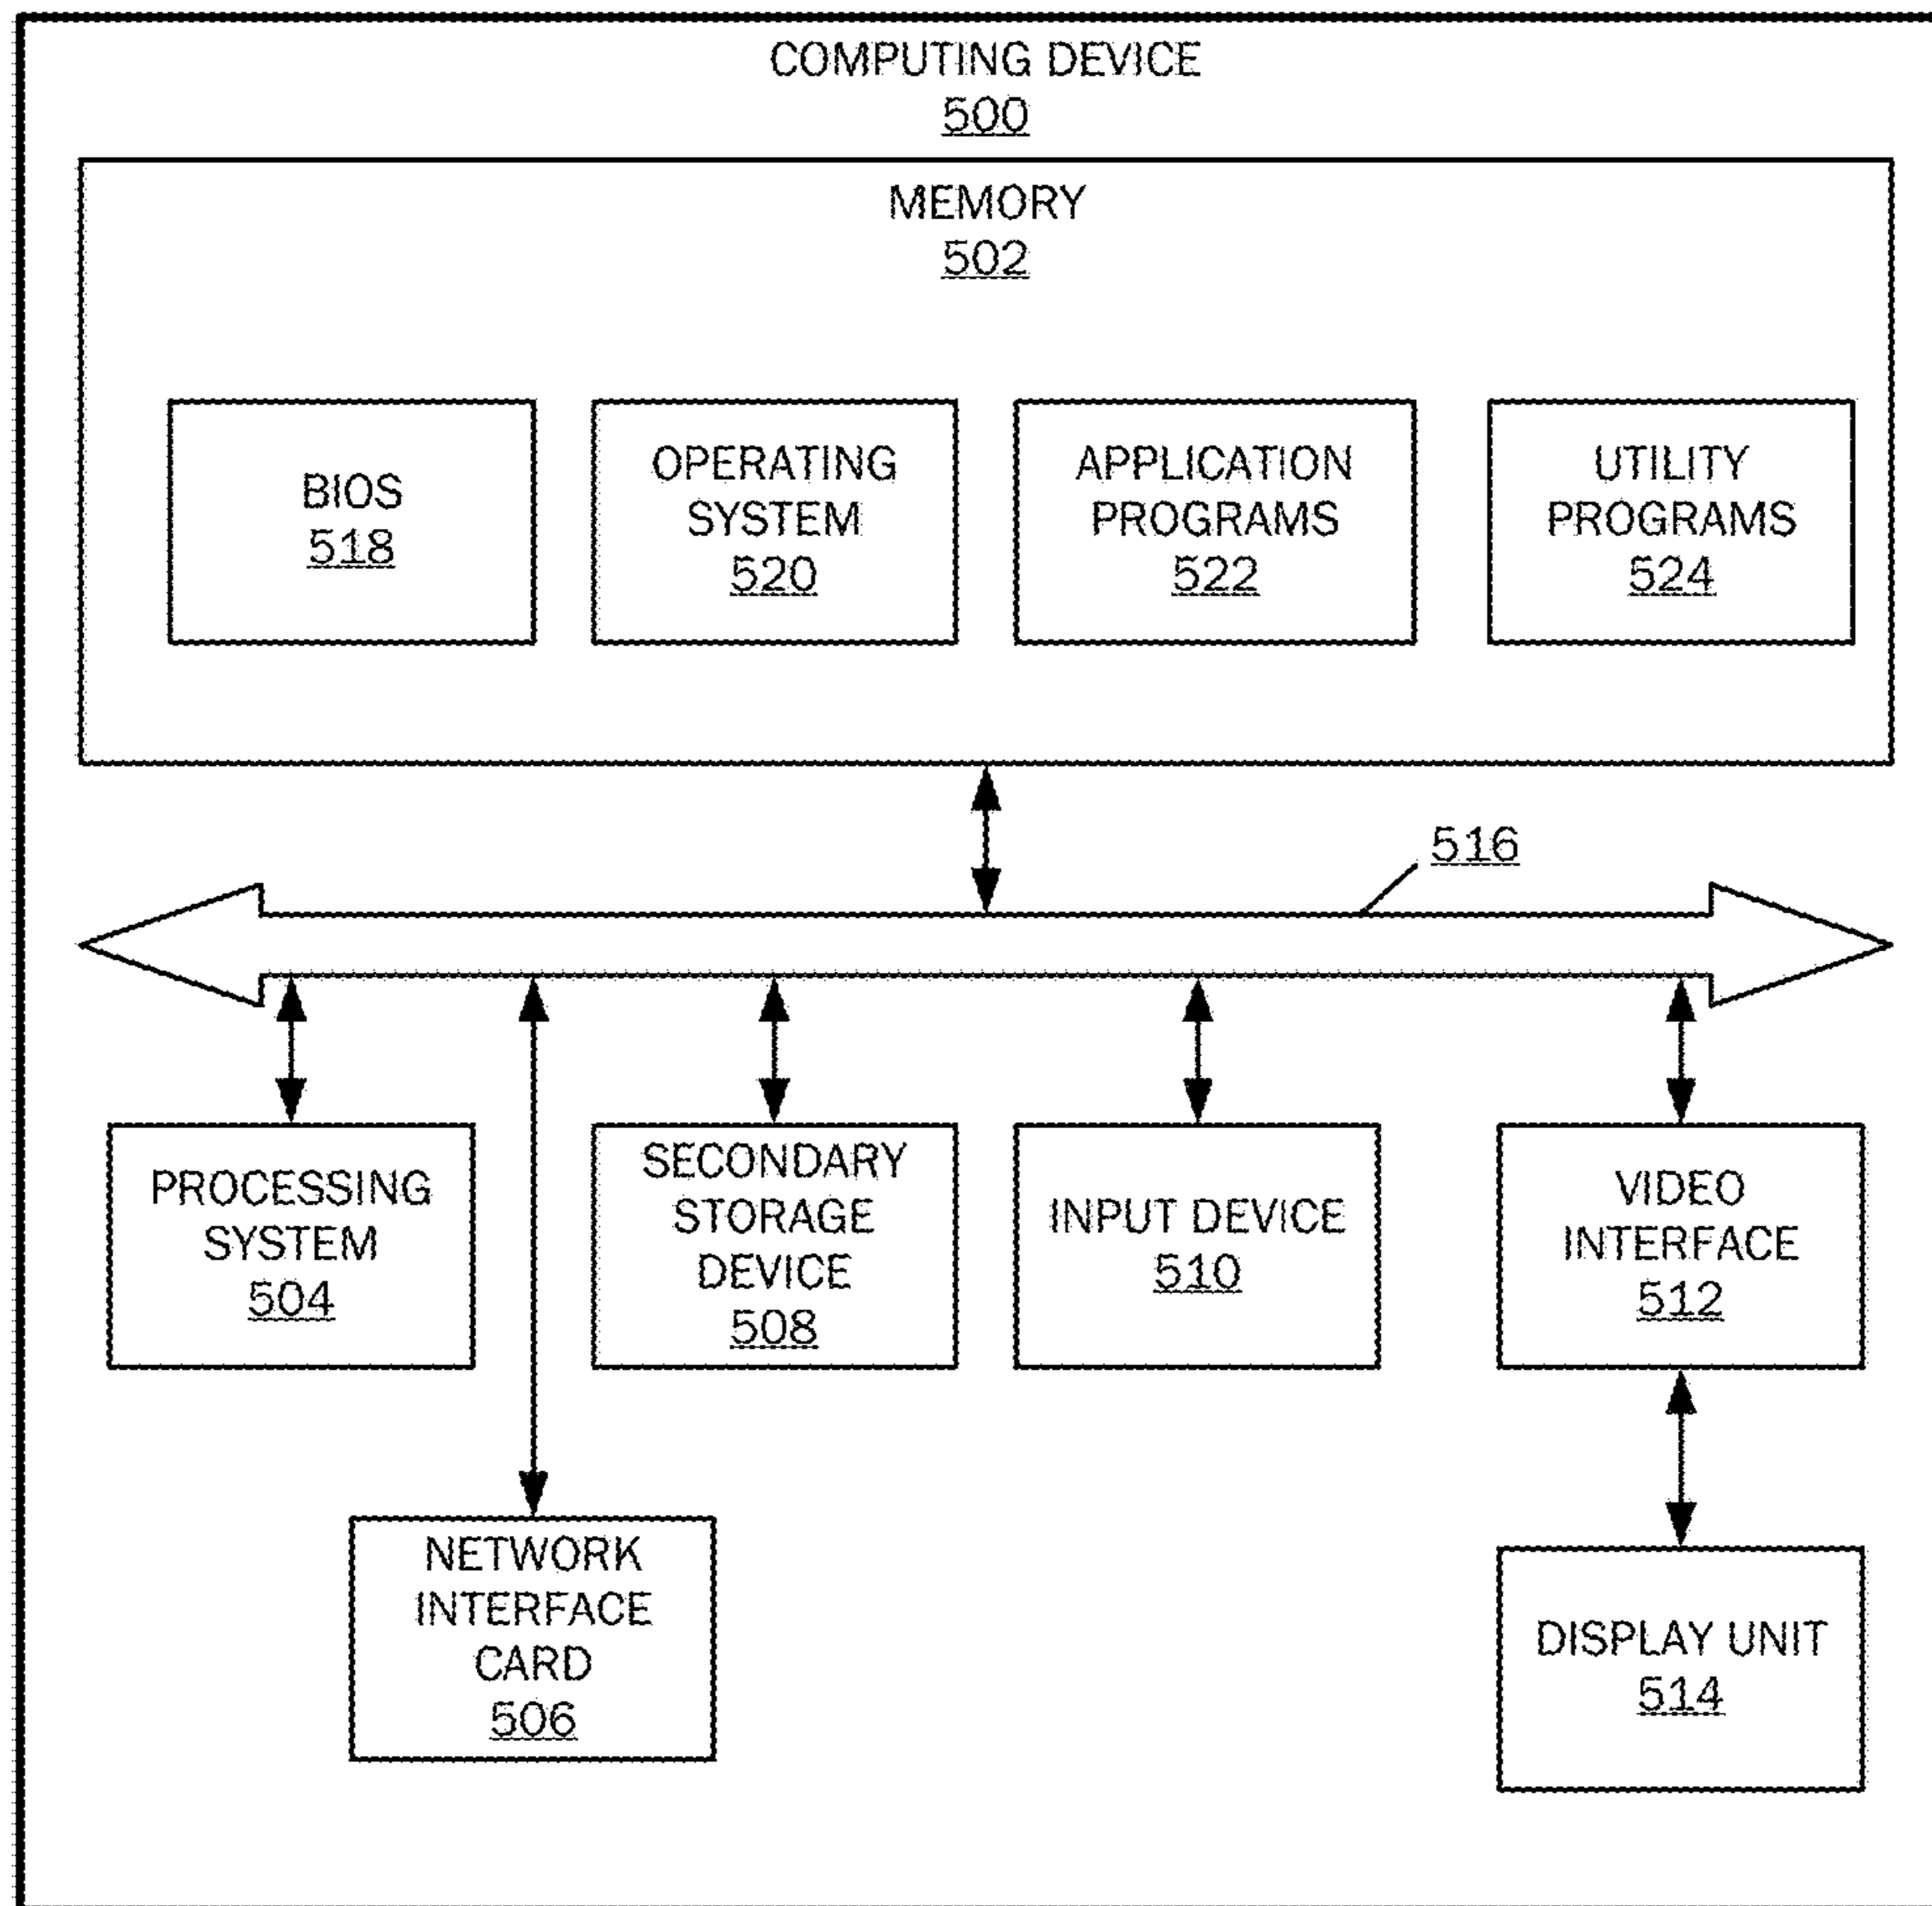 COMPUTING DEVICE
500
MEMORY
502
BIOS
518
OPERATING
SYSTEM
520
APPLICATION
PROGRAMS
522
UTILITY
PROGRAMS
524
516
PROCESSING
SYSTEM
504
SECONDARY
STORAGE
DEVICE
508
INPUT DEVICE
510
VIDEO
INTERFACE
512
NETWORK
INTERFACE
CARD
506
DISPLAY UNIT
514